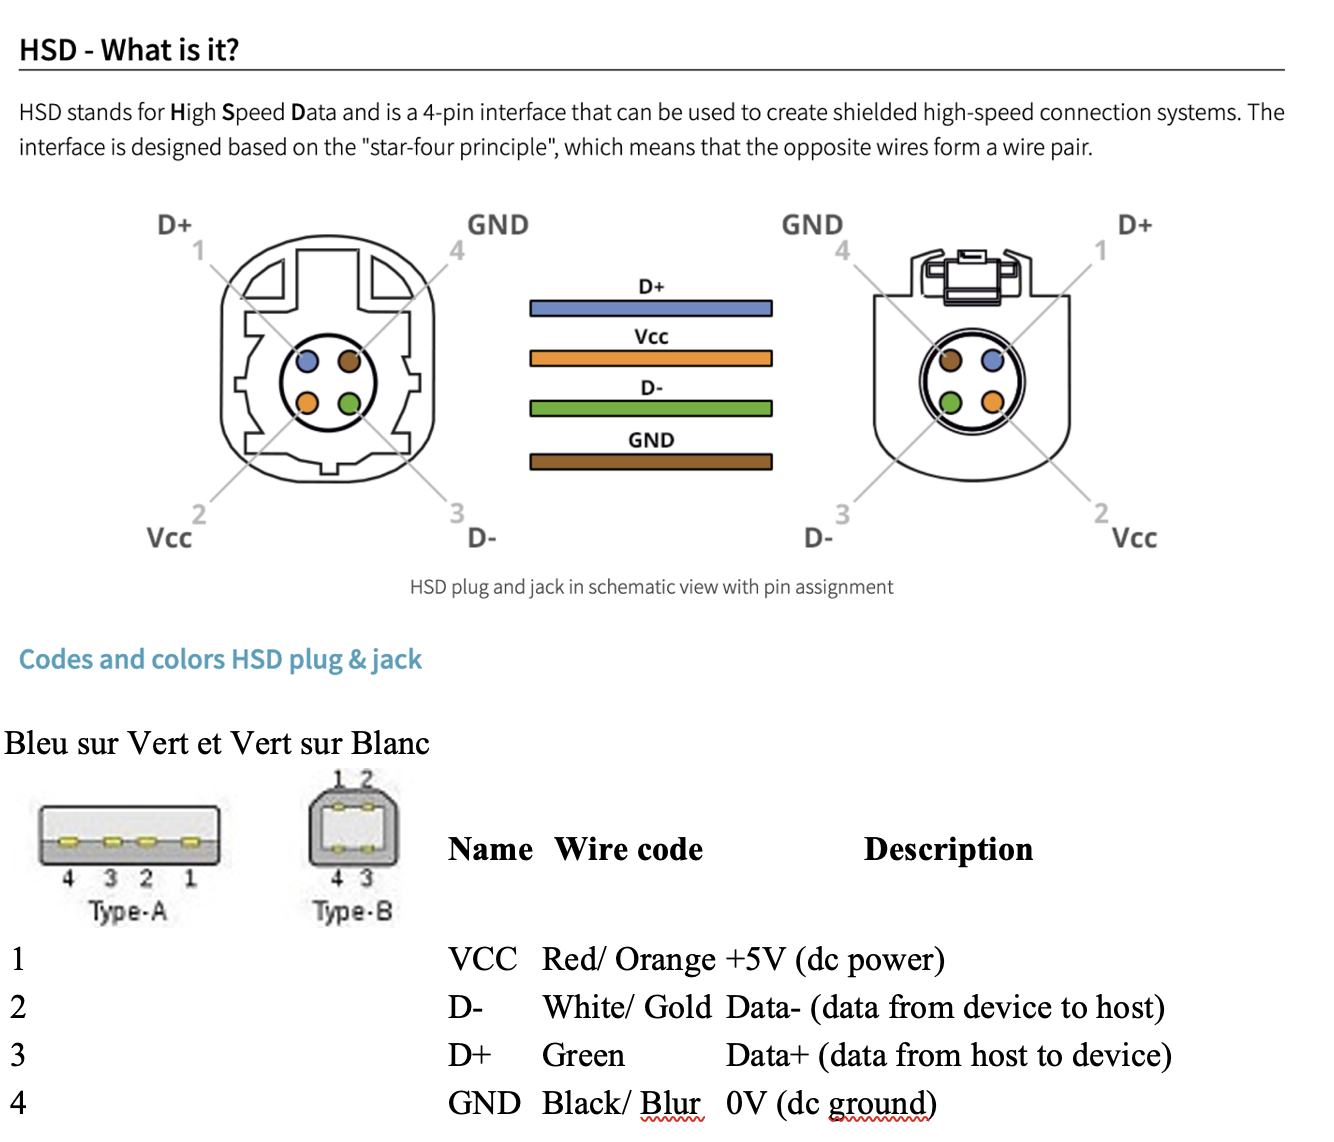 HSD - What is it?
HSD stands for High Speed Data and is a 4-pin interface that can be used to create shielded high-speed connection systems. The
interface is designed based on the "star-four principle", which means that the opposite wires form a wire pair.
D+ GND GND D+
1 4 4 1
D+
Vcc
D-
GND
2 3 3 2
Vcc D- D- Vcc
HSD plug and jack in schematic view with pin assignment
Codes and colors HSD plug & jack
Bleu sur Vert et Vert sur Blanc
1 2
Name Wire code Description
4 3 2 1 4 3
Type-A Type-B
1 VCC Red/ Orange +5V (dc power)
2 D- White/ Gold Data- (data from device to host)
3 D+ Green Data+ (data from host to device)
4 GND Black/ Blur 0V (dc ground)